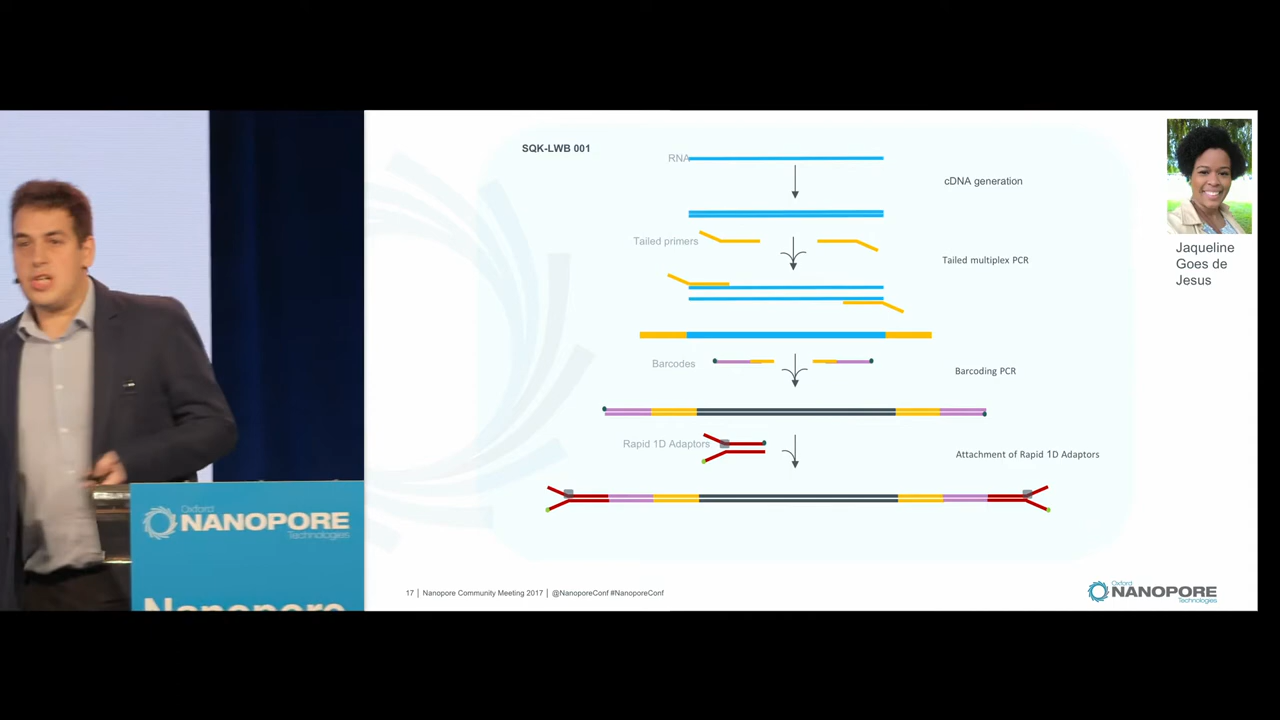 SQK-LWB 001
RNA
cDNA generation
Tailed primers
Tailed multiplex PCR
Barcodes
Barcoding PCR
Rapid 1D Adaptors
Attachment of Rapid 1D Adaptors
Jaqueline
Goes de
Jesus
17 | Nanopore Community Meeting 2017 | @NanoporeConf #NanoporeConf
Oxford
NANOPORE
Technologies
Oxford
NANOPORE
Technologies
Nanopore